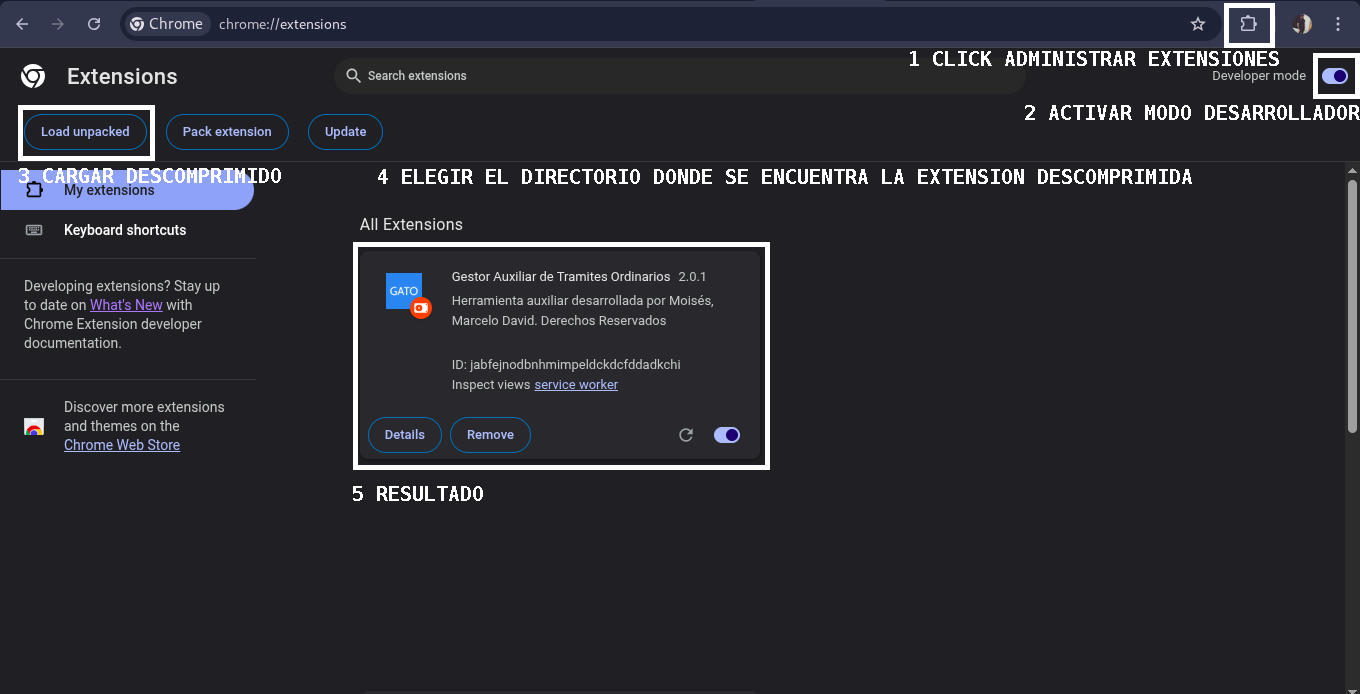 Chrome
chrome://extensions
1 CLICK ADMINISTRAR EXTENSIONES
Extensions
Search extensions
Developer mode
2 ACTIVAR MODO DESARROLLADOR
Load unpacked
Pack extension
Update
3 CARGAR DESCOMPRIMIDO
4 ELEGIR EL DIRECTORIO DONDE SE ENCUENTRA LA EXTENSION DESCOMPRIMIDA
My extensions
Keyboard shortcuts
Developing extensions? Stay up
to date on What's New with
Chrome Extension developer
documentation.
Discover more extensions
and themes on the
Chrome Web Store
All Extensions
GATO
Gestor Auxiliar de Tramites Ordinarios 2.0.1
Herramienta auxiliar desarrollada por Moisés,
Marcelo David. Derechos Reservados
ID: jabfejnodbnhmimpeldckdcfddadkchi
Inspect views service worker
Details
Remove
5 RESULTADO